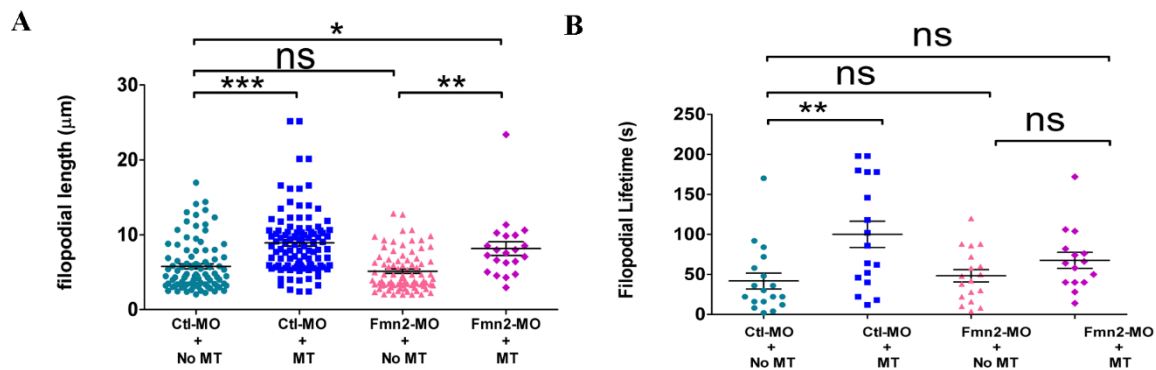 A
*
ns
***
**
filopodial length (μm)
30
20
10
0
Ctl-MO
+
No MT
Ctl-MO
+
MT
Fmn2-MO
+
No MT
Fmn2-MO
+
MT
B
ns
ns
**
ns
Filopodial Lifetime (s)
250
200
150
100
50
0
Ctl-MO
+
No MT
Ctl-MO
+
MT
Fmn2-MO
+
No MT
Fmn2-MO
+
MT